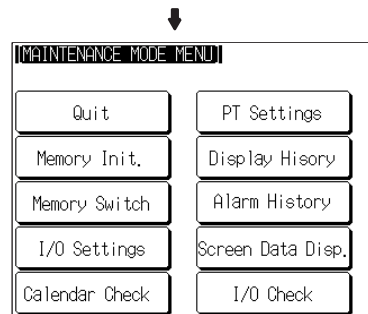 [MAINTENANCE MODE MENU]
Quit
PT Settings
Memory Init.
Display Hisory
Memory Switch
Alarm History
I/O Settings
Screen Data Disp.
Calendar Check
I/O Check